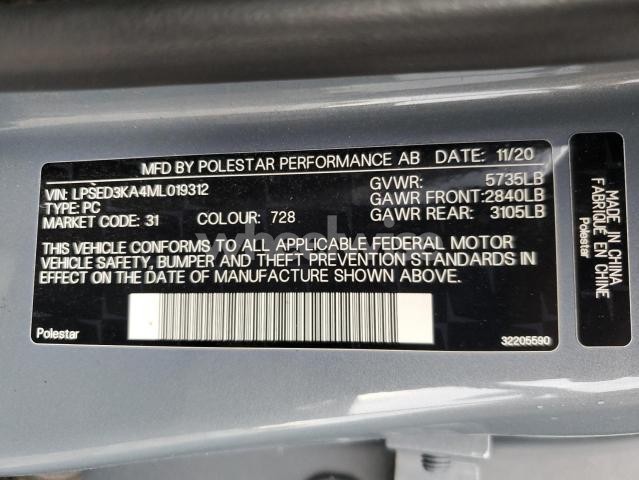 MFD BY POLESTAR PERFORMANCE AB DATE: 11/20
VIN: LPSED3KA4ML019312
TYPE: PC
MARKET CODE: 31 COLOUR: 728
GVWR: 5735LB
GAWR FRONT:2840LB
GAWR REAR: 3105LB
THIS VEHICLE CONFORMS TO ALL APPLICABLE FEDERAL MOTOR
VEHICLE SAFETY, BUMPER AND THEFT PREVENTION STANDARDS IN
EFFECT ON THE DATE OF MANUFACTURE SHOWN ABOVE.
Polestar
32205590
MADE IN CHINA
FABRIQUÉ
EN CHINE
Polestar